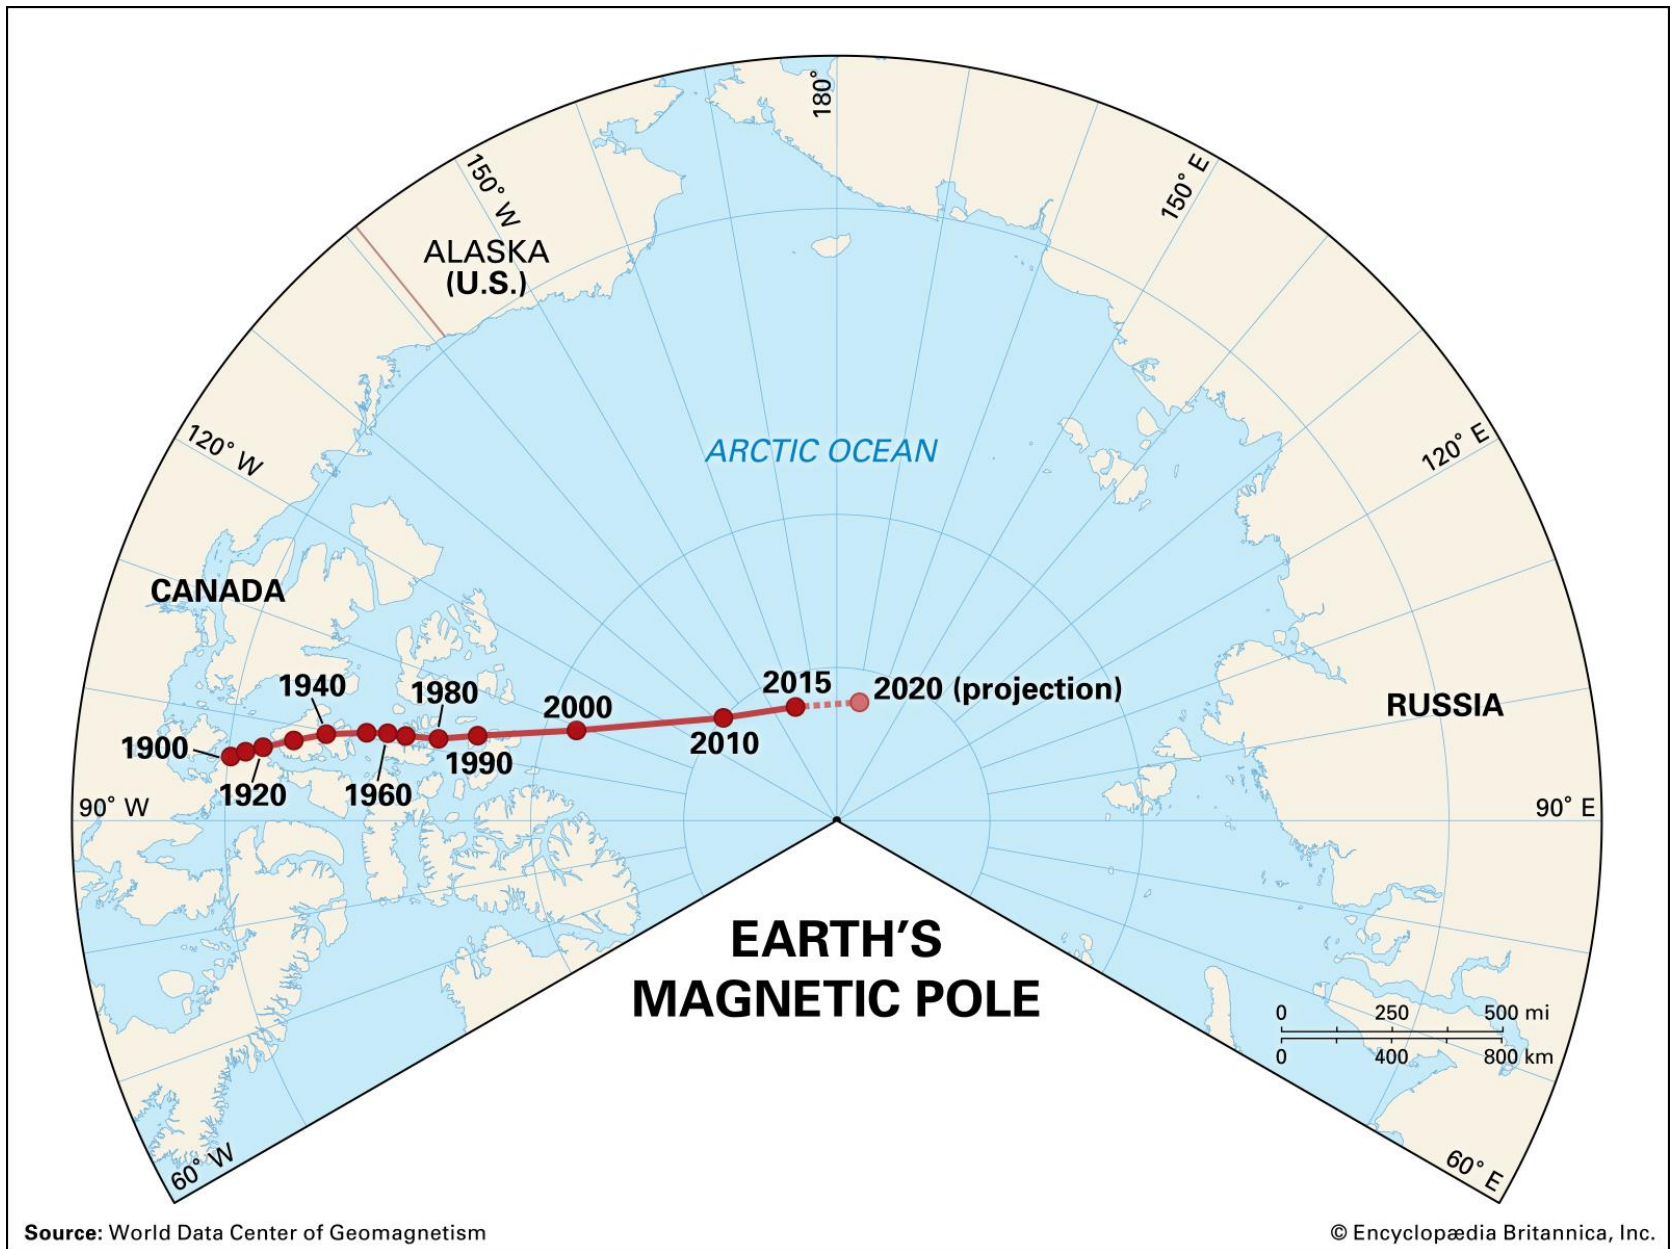 180°
150° W
150° E
ALASKA
(U.S.)
120° W
120° E
ARCTIC OCEAN
CANADA
1940
1980
2000
2015
2020 (projection)
RUSSIA
1900
2010
1990
1920
1960
90° W
90° E
EARTH'S
MAGNETIC POLE
0 250 500 mi
0 400 800 km
60° W
60° E
Source: World Data Center of Geomagnetism
© Encyclopædia Britannica, Inc.